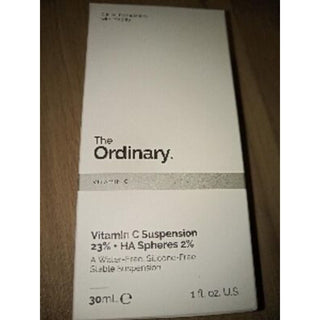 The
Ordinary.
Vitamin C Suspension
23% + HA Spheres 2%
A Water-Free, Silicone-Free
Stable Suspension
30mL ℮
1 fl. oz. U.S.